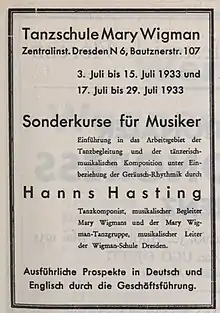 Tanzschule Mary Wigman
Zentralinst. Dresden N 6, Bautznerstr. 107
3. Juli bis 15. Juli 1933 und
17. Juli bis 29. Juli 1933
Sonderkurse für Musiker
Einführung in das Arbeitsgebiet der
Tanzbegleitung und der tänzerisch-
musikalischen Komposition unter Ein-
beziehung der Geräusch-Rhythmik durch
Hanns Hasting
Tanzkomponist, musikalischer Begleiter
Mary Wigmans und der Mary Wig-
man-Tanzgruppe, musikalischer Leiter
der Wigman-Schule Dresden.
Ausführliche Prospekte in Deutsch und
Englisch durch die Geschäftsführung.